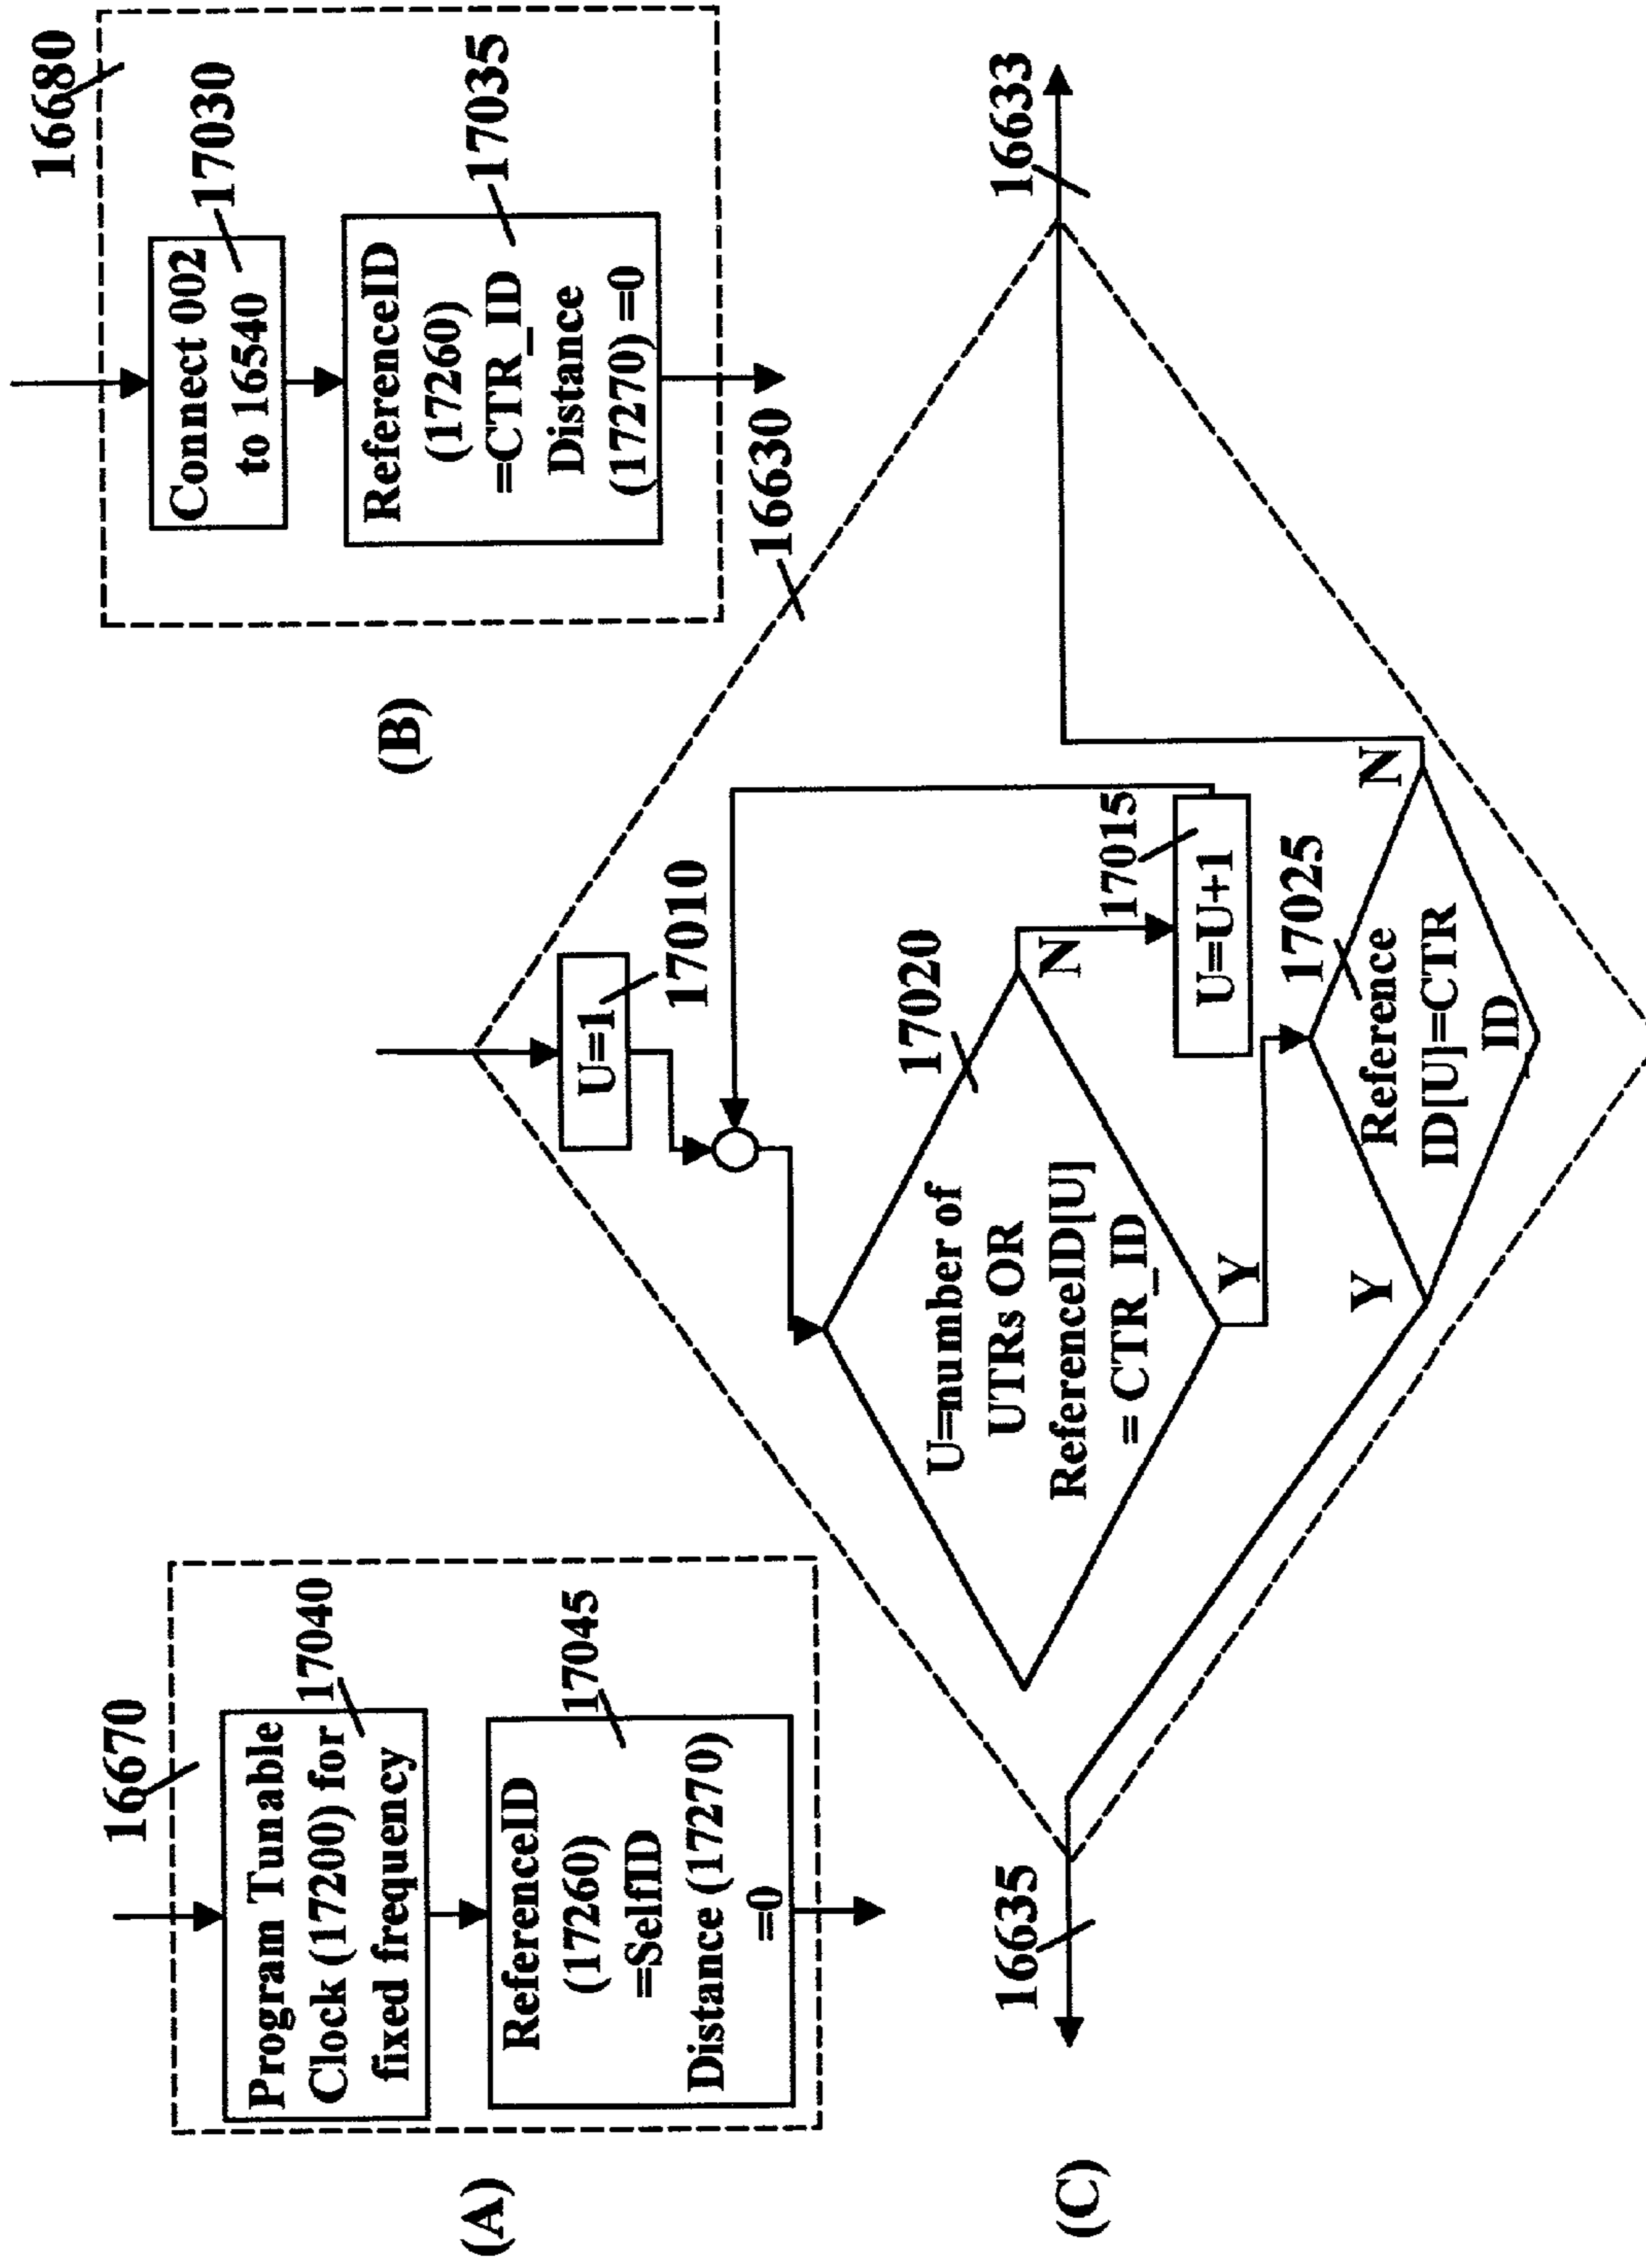 (A)
16670
Program Tunable
Clock (17200) for
fixed frequency
17040
ReferenceID
(17260)
=SelfID
Distance (17270)
=0
17045
(B)
16680
Connect 002
to 16540
17030
ReferenceID
(17260)
=CTR_ID
Distance
(17270) =0
17035
(C)
16630
U=1
17010
U=number of
UTRs OR
ReferenceID[U]
= CTR_ID
17020
N
Y
17015
U=U+1
17025
Reference
ID[U]=CTR
ID
Y
N
16635
16633